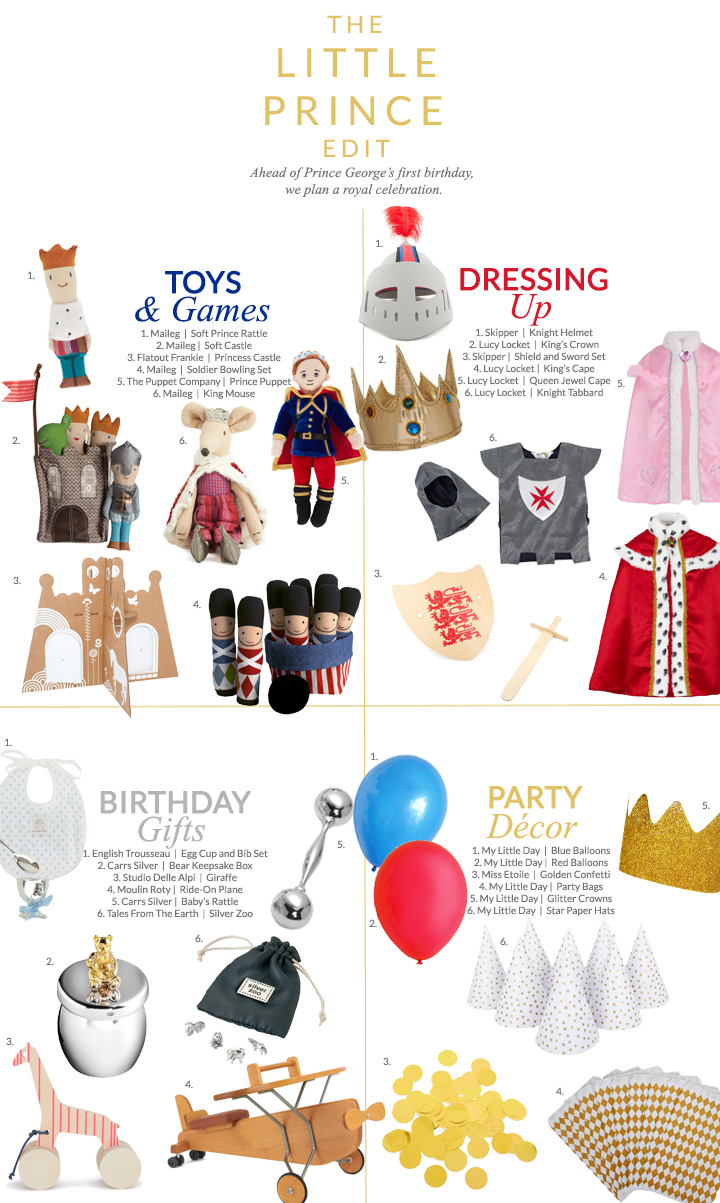 THE
LITTLE
PRINCE
EDIT
Ahead of Prince George's first birthday,
we plan a royal celebration.
TOYS
& Games
1. Maileg | Soft Prince Rattle
2. Maileg | Soft Castle
3. Flatout Frankie | Princess Castle
4. Maileg | Soldier Bowling Set
5. The Puppet Company | Prince Puppet
6. Maileg | King Mouse
1.
2.
6.
5.
3.
4.
DRESSING
Up
1. Skipper | Knight Helmet
2. Lucy Locket | King's Crown
3. Skipper | Shield and Sword Set
4. Lucy Locket | King's Cape
5. Lucy Locket | Queen Jewel Cape
6. Lucy Locket | Knight Tabbard
1.
2.
5.
6.
3.
4.
BIRTHDAY
Gifts
1. English Trousseau | Egg Cup and Bib Set
2. Carrs Silver | Bear Keepsake Box
3. Studio Delle Alpi | Giraffe
4. Moulin Roty | Ride-On Plane
5. Carrs Silver | Baby's Rattle
6. Tales From The Earth | Silver Zoo
1.
5.
2.
6.
silver
zoo
3.
4.
PARTY
Décor
1. My Little Day | Blue Balloons
2. My Little Day | Red Balloons
3. Miss Etoile | Golden Confetti
4. My Little Day | Party Bags
5. My Little Day | Glitter Crowns
6. My Little Day | Star Paper Hats
1.
5.
2.
6.
3.
4.